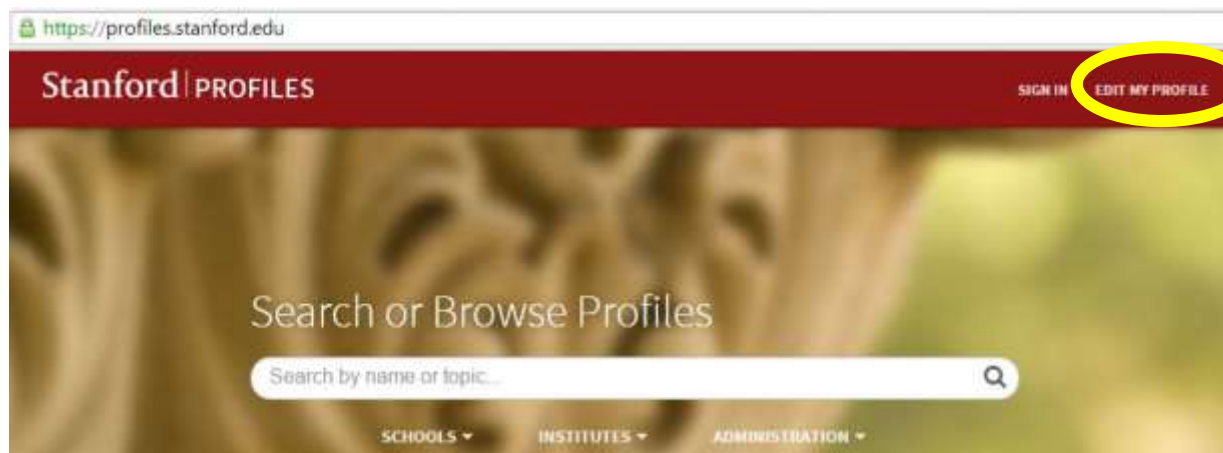 https://profiles.stanford.edu
Stanford | PROFILES SIGN IN EDIT MY PROFILE
Search or Browse Profiles
Search by name or topic...
SCHOOLS INSTITUTES ADMINISTRATION